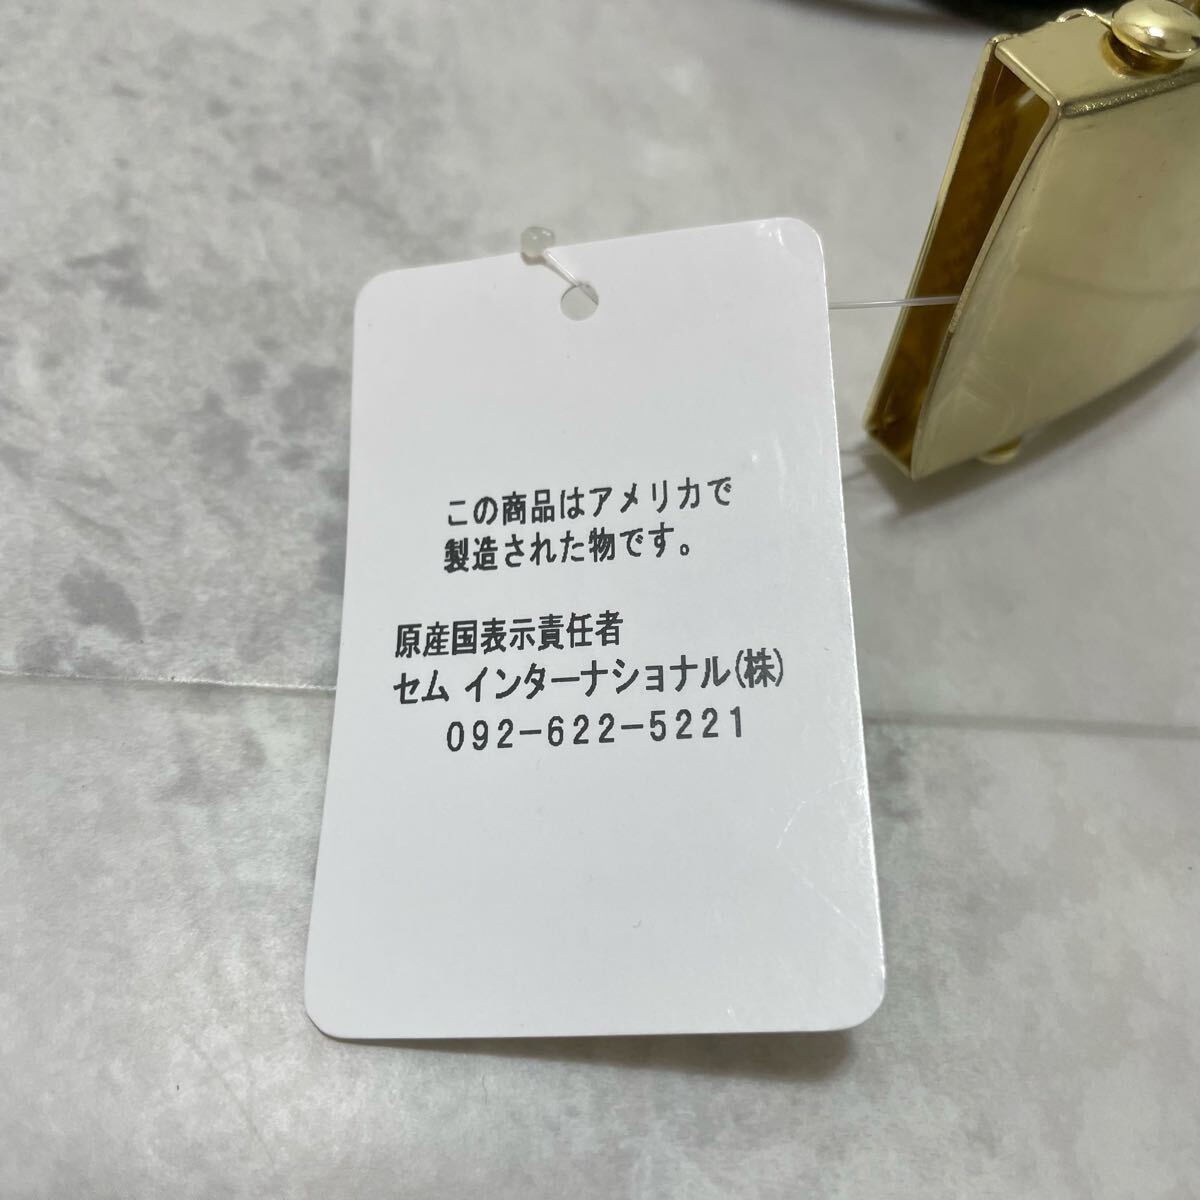 この商品はアメリカで
製造された物です。
原産国表示責任者
セム インターナショナル(株)
092-622-5221